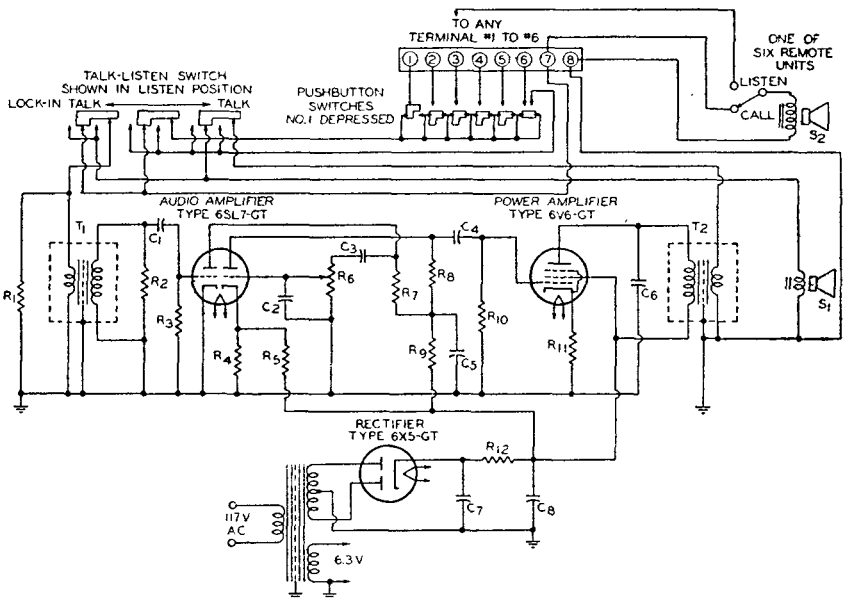 TO ANY
TERMINAL #1 TO #6
1 2 3 4 5 6 7 8
ONE OF
SIX REMOTE
UNITS
LISTEN
CALL
S2
TALK-LISTEN SWITCH
SHOWN IN LISTEN POSITION
LOCK-IN TALK
TALK
PUSHBUTTON
SWITCHES
NO.1 DEPRESSED
AUDIO AMPLIFIER
TYPE 6SL7-GT
POWER AMPLIFIER
TYPE 6V6-GT
T1
T2
C1
C2
C3
C4
C5
C6
R1
R2
R3
R4
R5
R6
R7
R8
R9
R10
R11
S1
RECTIFIER
TYPE 6X5-GT
R12
C7
C8
117V
AC
6.3V